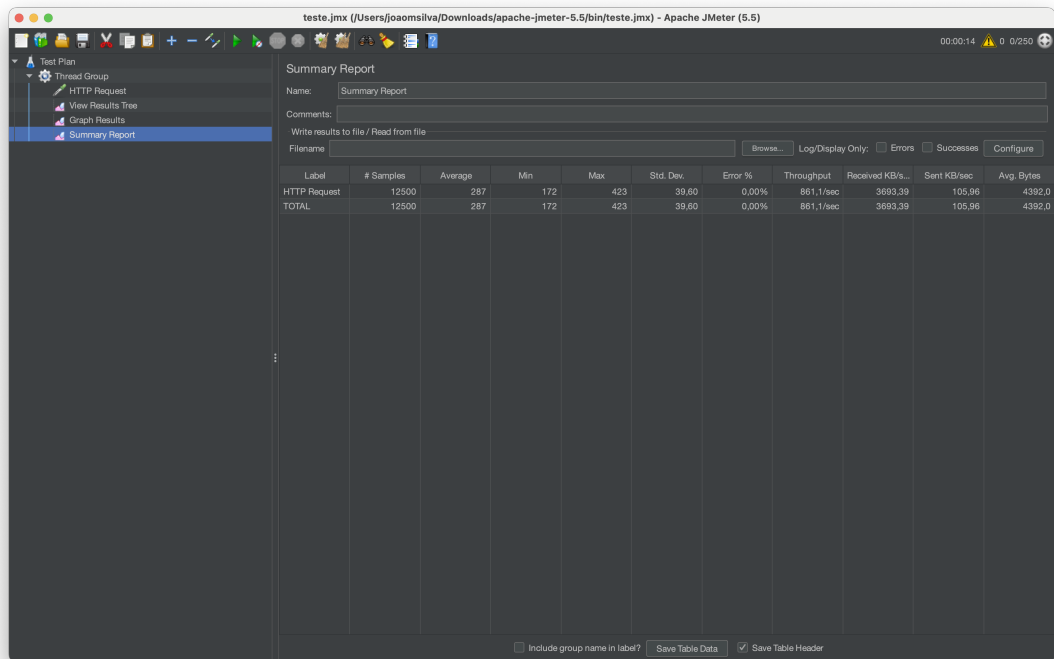 teste.jmx (/Users/joaomsilva/Downloads/apache-jmeter-5.5/bin/teste.jmx) - Apache JMeter (5.5)
00:00:14 0 0/250
Test Plan
Thread Group
HTTP Request
View Results Tree
Graph Results
Summary Report
Summary Report
Name: Summary Report
Comments:
Write results to file / Read from file
Filename Browse... Log/Display Only: Errors Successes Configure
Label # Samples Average Min Max Std. Dev. Error % Throughput Received KB/s... Sent KB/sec Avg. Bytes
HTTP Request 12500 287 172 423 39,60 0,00% 861,1/sec 3693,39 105,96 4392,0
TOTAL 12500 287 172 423 39,60 0,00% 861,1/sec 3693,39 105,96 4392,0
Include group name in label? Save Table Data Save Table Header